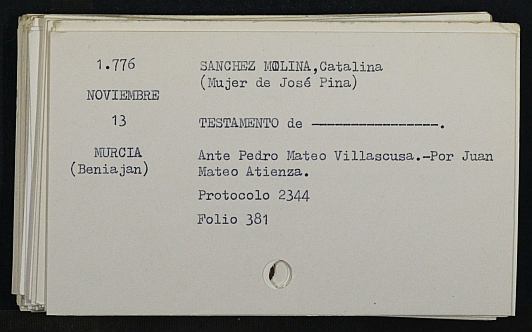 1.776
NOVIEMBRE
13
MURCIA
(Beniajan)
SANCHEZ MOLINA,Catalina
(Mujer de José Pina)
TESTAMENTO de ----------------.
Ante Pedro Mateo Villascusa.-Por Juan
Mateo Atienza.
Protocolo 2344
Folio 381